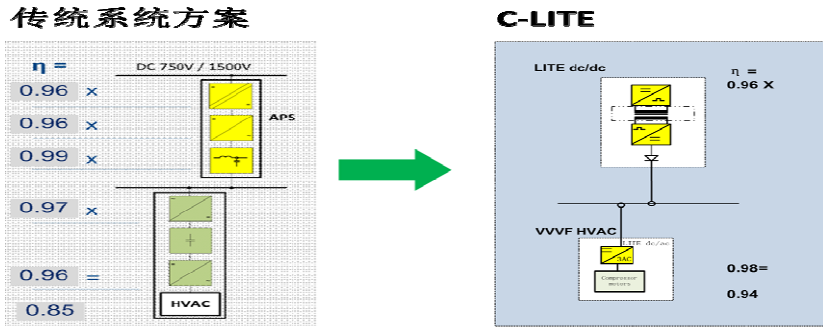 传统系统方案
η =
DC 750V / 1500V
0.96 x
0.96 x
APS
0.99 x
0.97 x
0.96 =
0.85
HVAC
C-LITE
LITE dc/dc
η =
0.96 X
VVVF HVAC
LITE dc/ac
3AC
Compressor
motors
0.98=
0.94